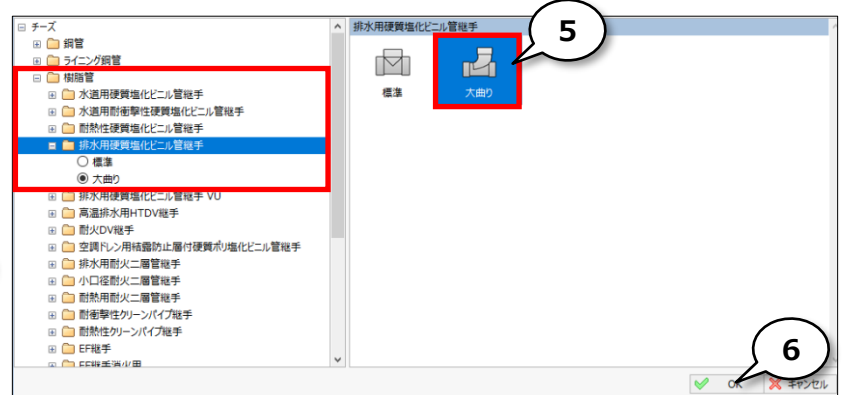 チーズ
鋼管
ライニング鋼管
樹脂管
水道用硬質塩化ビニル管継手
水道用耐衝撃性硬質塩化ビニル管継手
耐熱性硬質塩化ビニル管継手
排水用硬質塩化ビニル管継手
標準
大曲り
排水用硬質塩化ビニル管継手 VU
高温排水用HTDV継手
耐火DV継手
空調ドレン用結露防止層付硬質ポリ塩化ビニル管継手
排水用耐火二層管継手
小口径耐火二層管継手
耐熱用耐火二層管継手
耐衝撃性クリーンパイプ継手
耐熱性クリーンパイプ継手
EF継手
EF継手消火用
排水用硬質塩化ビニル管継手
標準
大曲り
5
6
OK
キャンセル